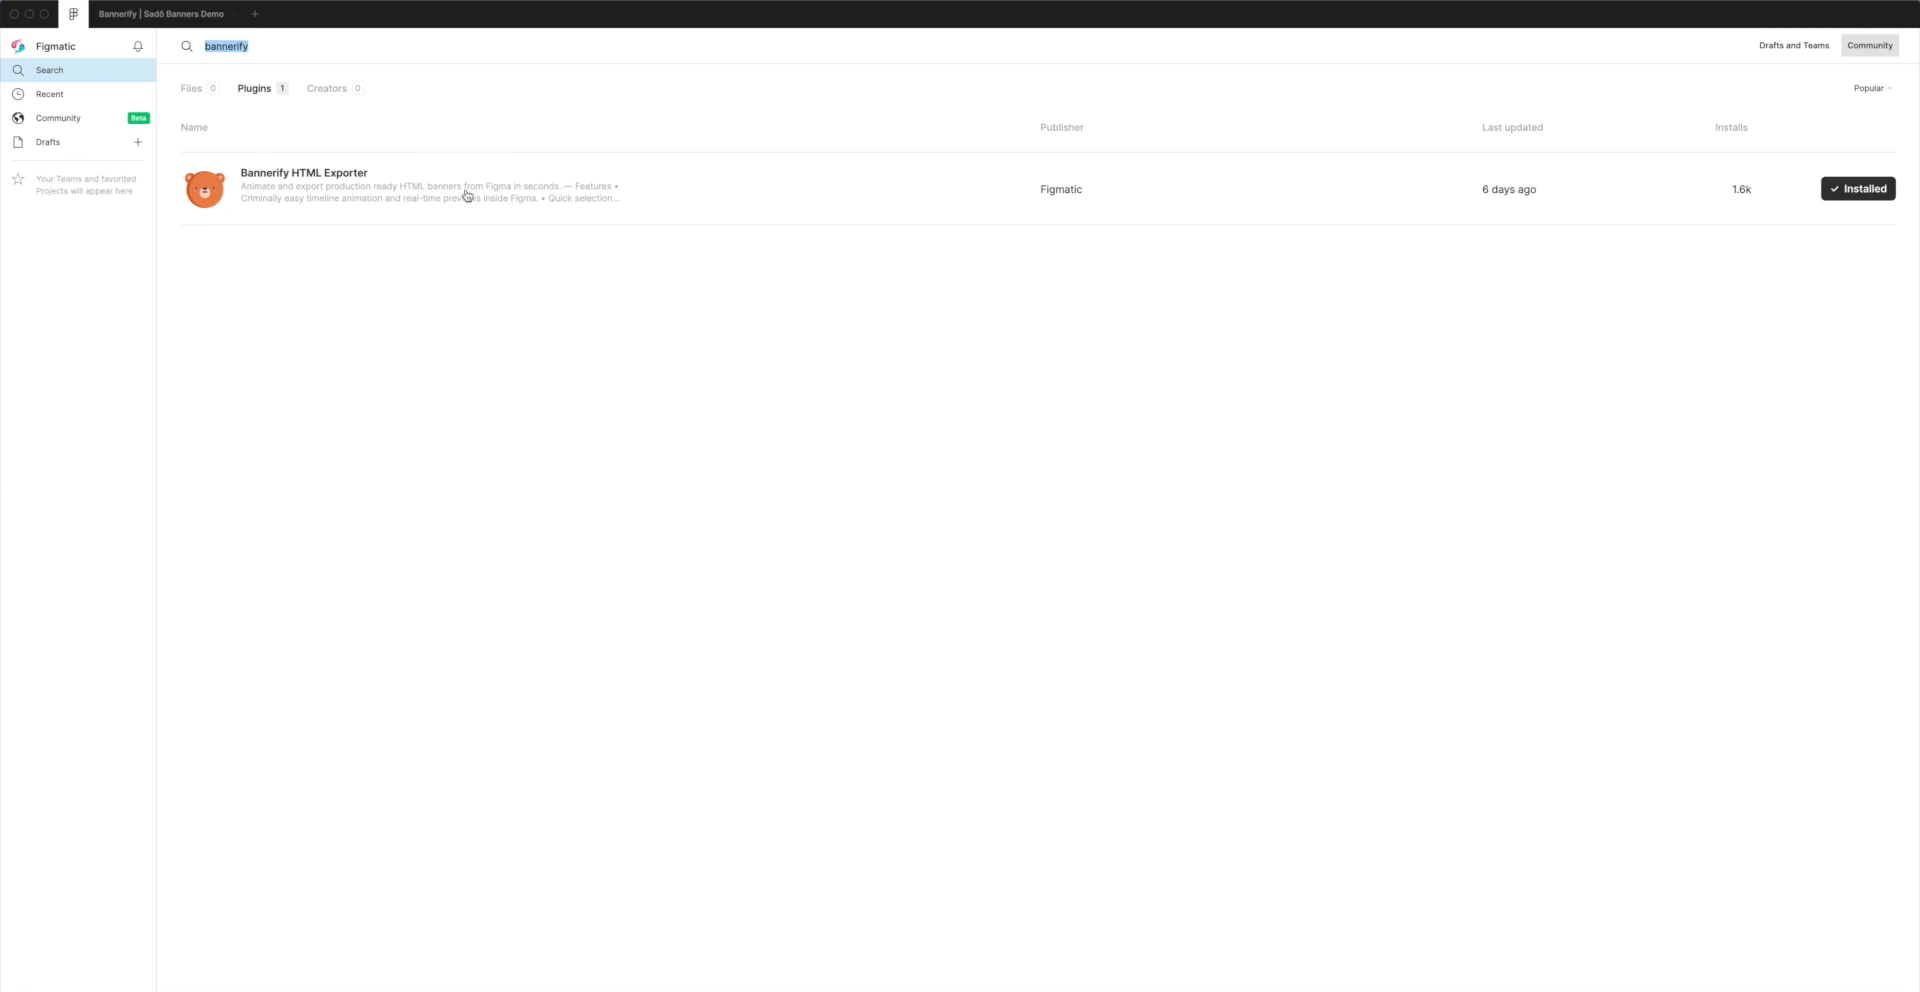 Bannerify | Sadō Banners Demo
Figmatic
bannerify
Drafts and Teams
Community
Search
Recent
Community
Beta
Drafts
Your Teams and favorited
Projects will appear here
Files 0
Plugins 1
Creators 0
Popular
Name
Publisher
Last updated
Installs
Bannerify HTML Exporter
Animate and export production ready HTML banners from Figma in seconds. — Features •
Criminally easy timeline animation and real-time previews inside Figma. • Quick selection...
Figmatic
6 days ago
1.6k
Installed